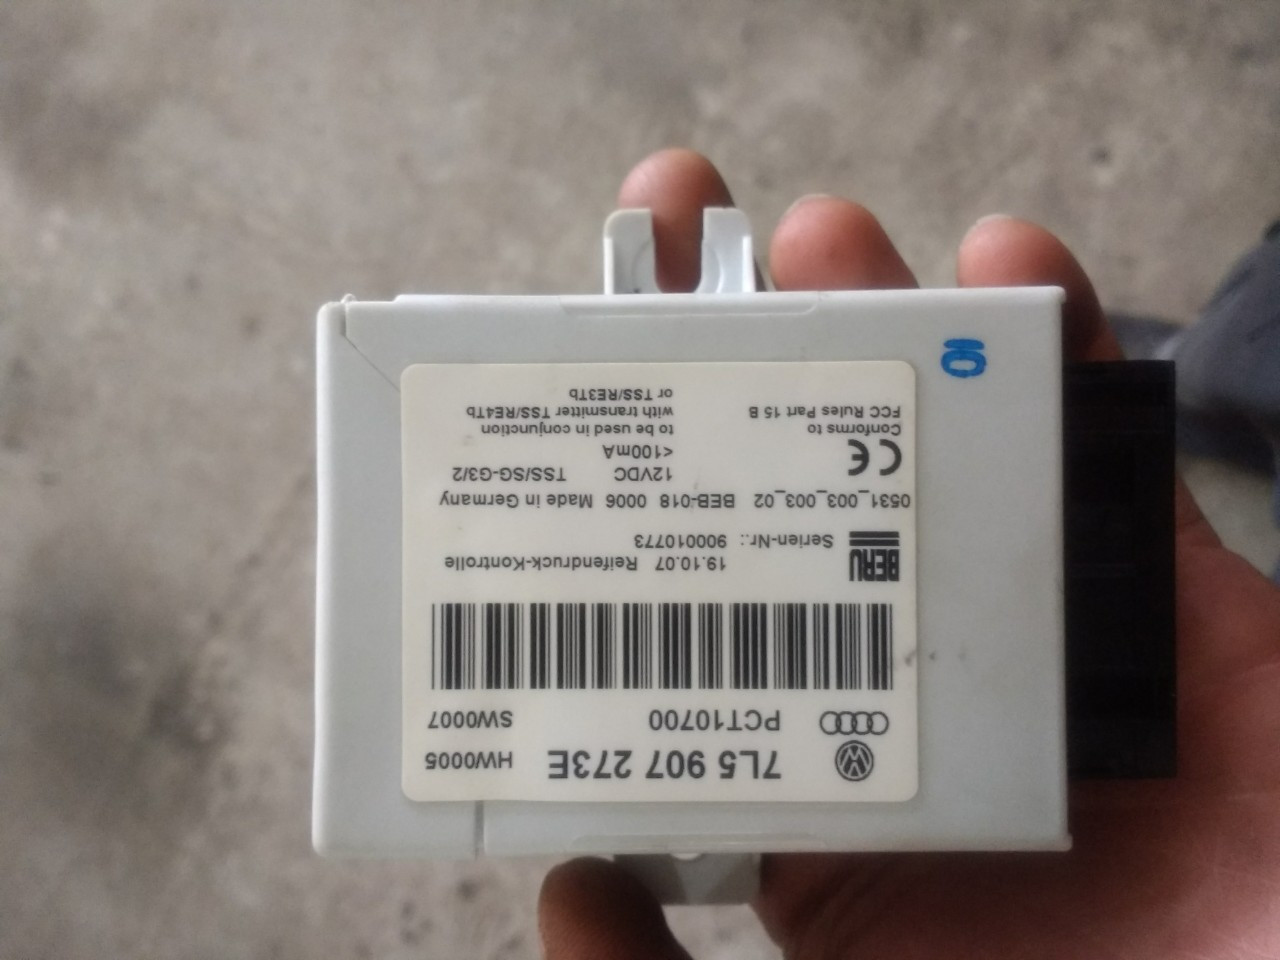 7L5 907 273E HW0005
PCT10700 SW0007
BERU
19.10.07 Reifendruck-Kontrolle
Serien-Nr.: 900010773
0531_003_003_02 BEB-018 0006 Made in Germany
CE
12VDC TSS/SG-G3/2
<100mA
Conforms to
FCC Rules Part 15 B
to be used in conjunction
with transmitter TSS/RE4Tb
or TSS/RE3Tb
10